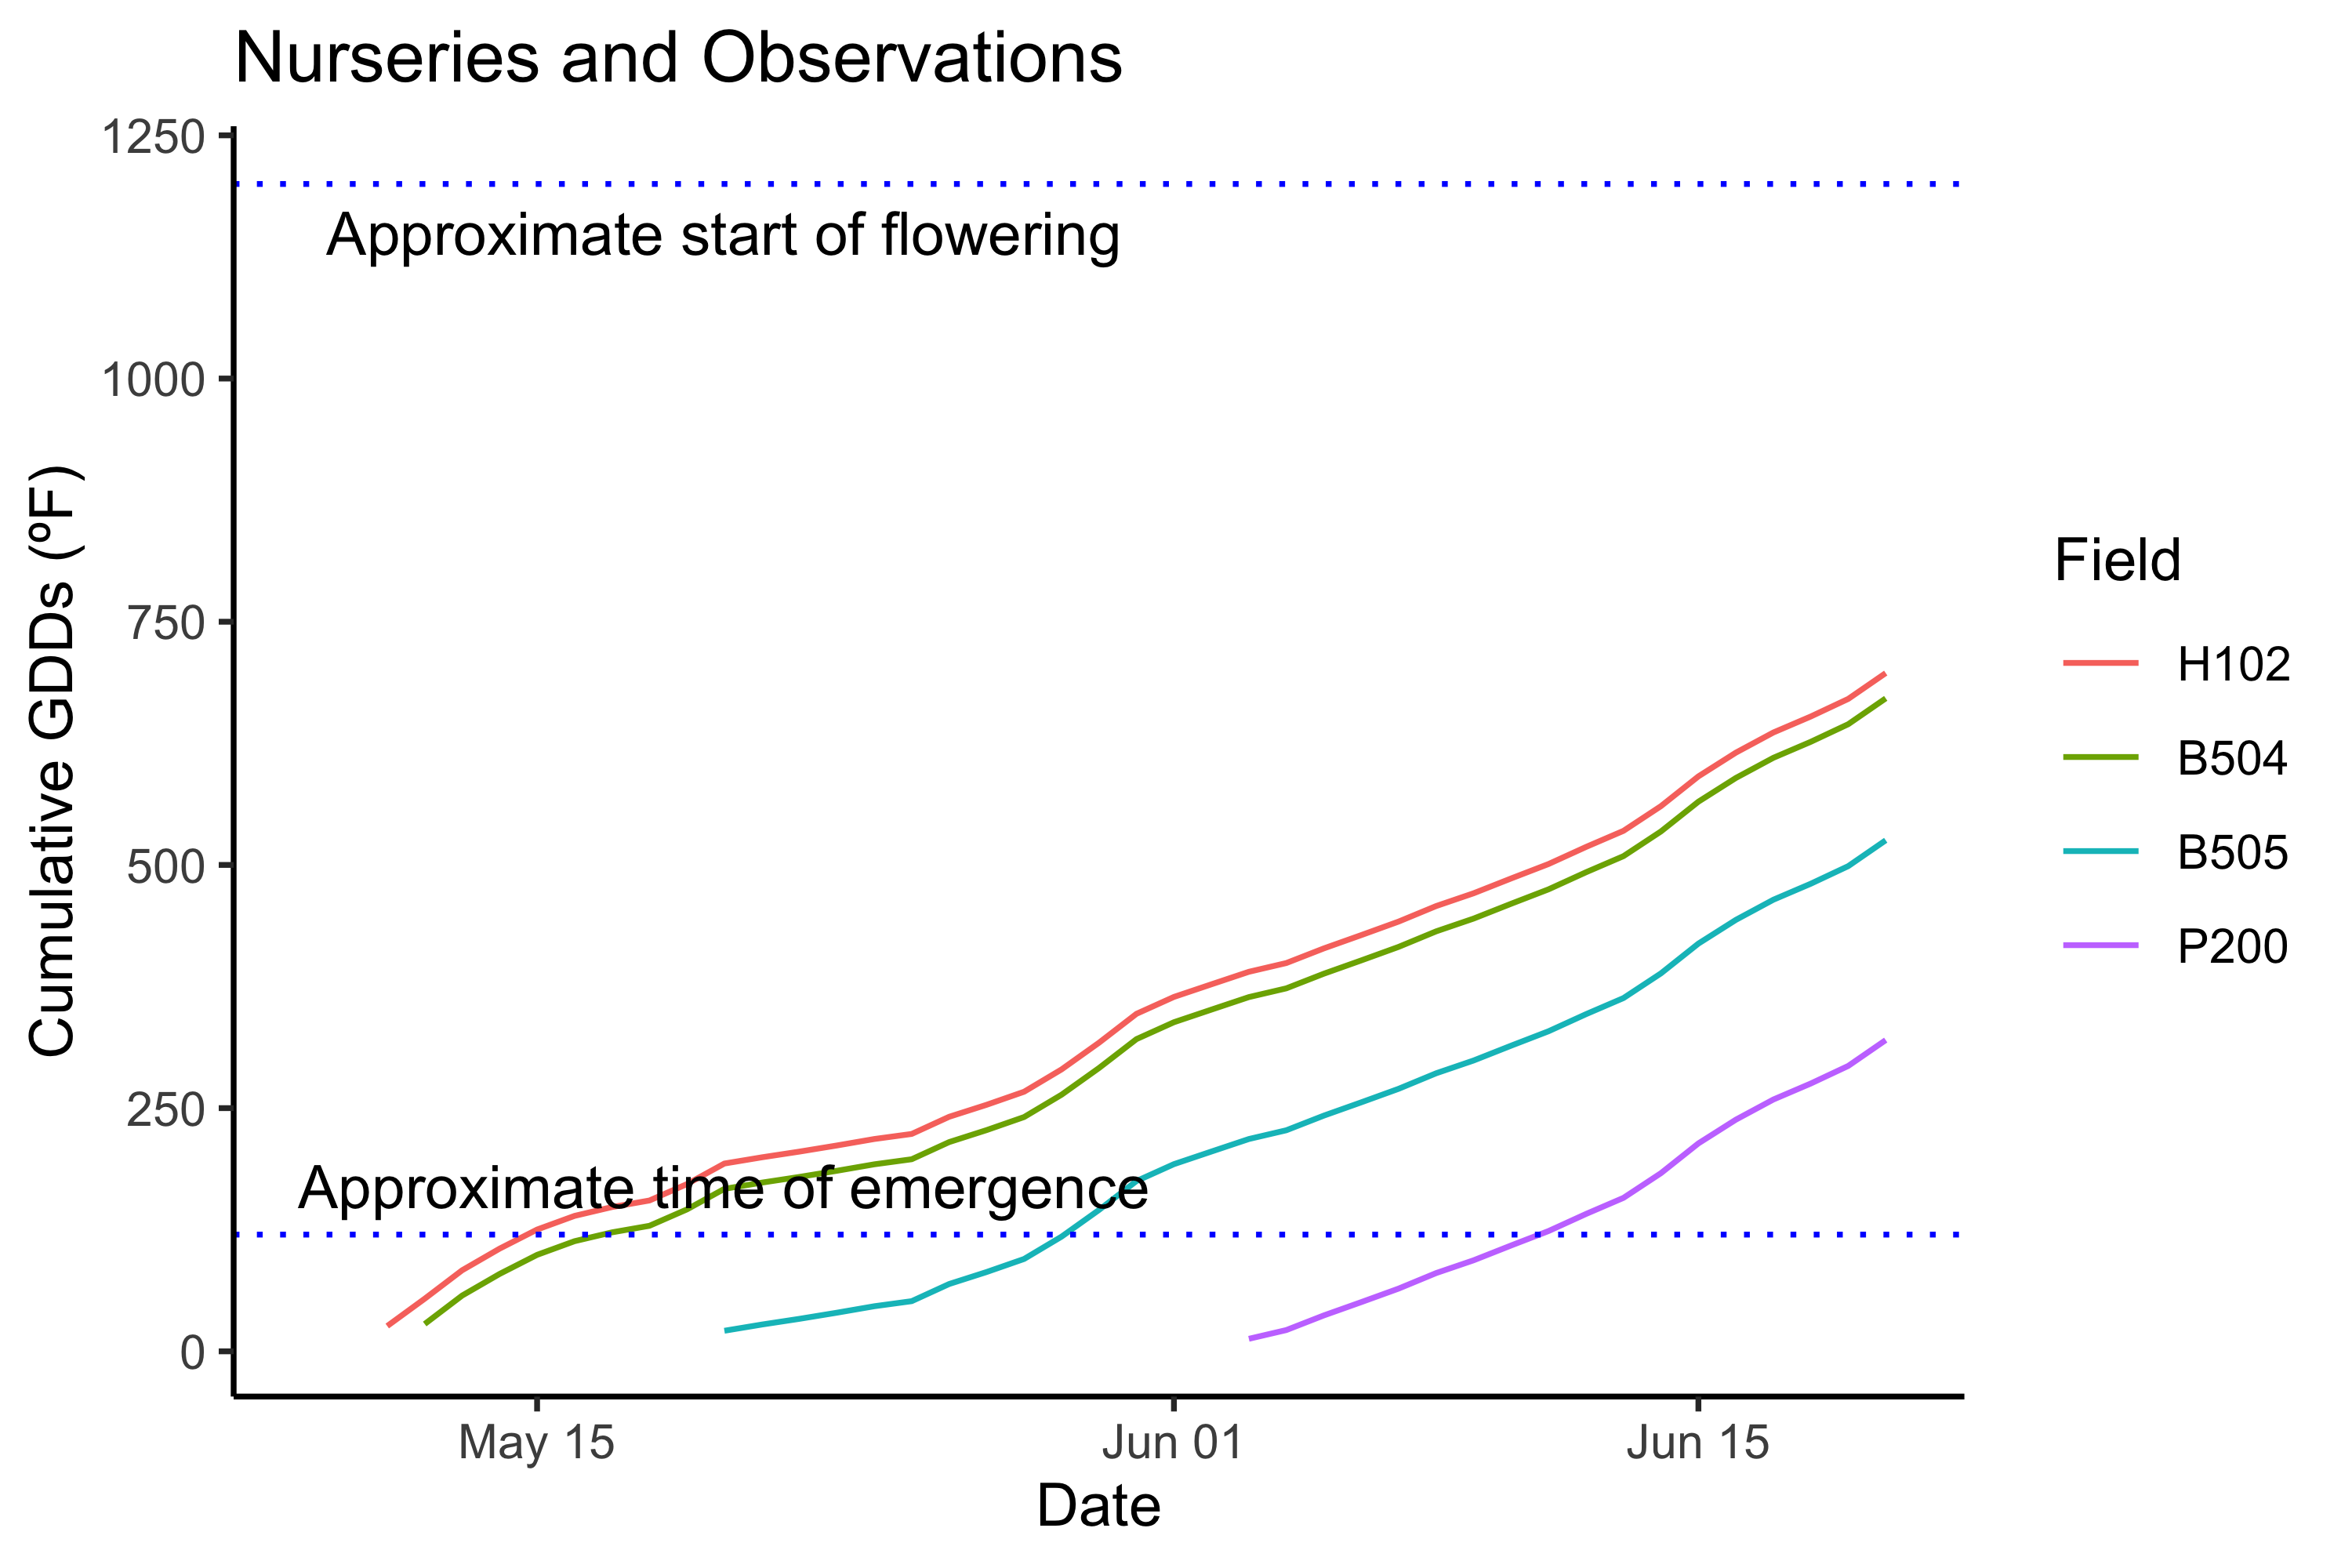 Nurseries and Observations
1250
Approximate start of flowering
1000
750
500
250
Approximate time of emergence
0
Cumulative GDDs (ºF)
May 15
Jun 01
Jun 15
Date
Field
H102
B504
B505
P200